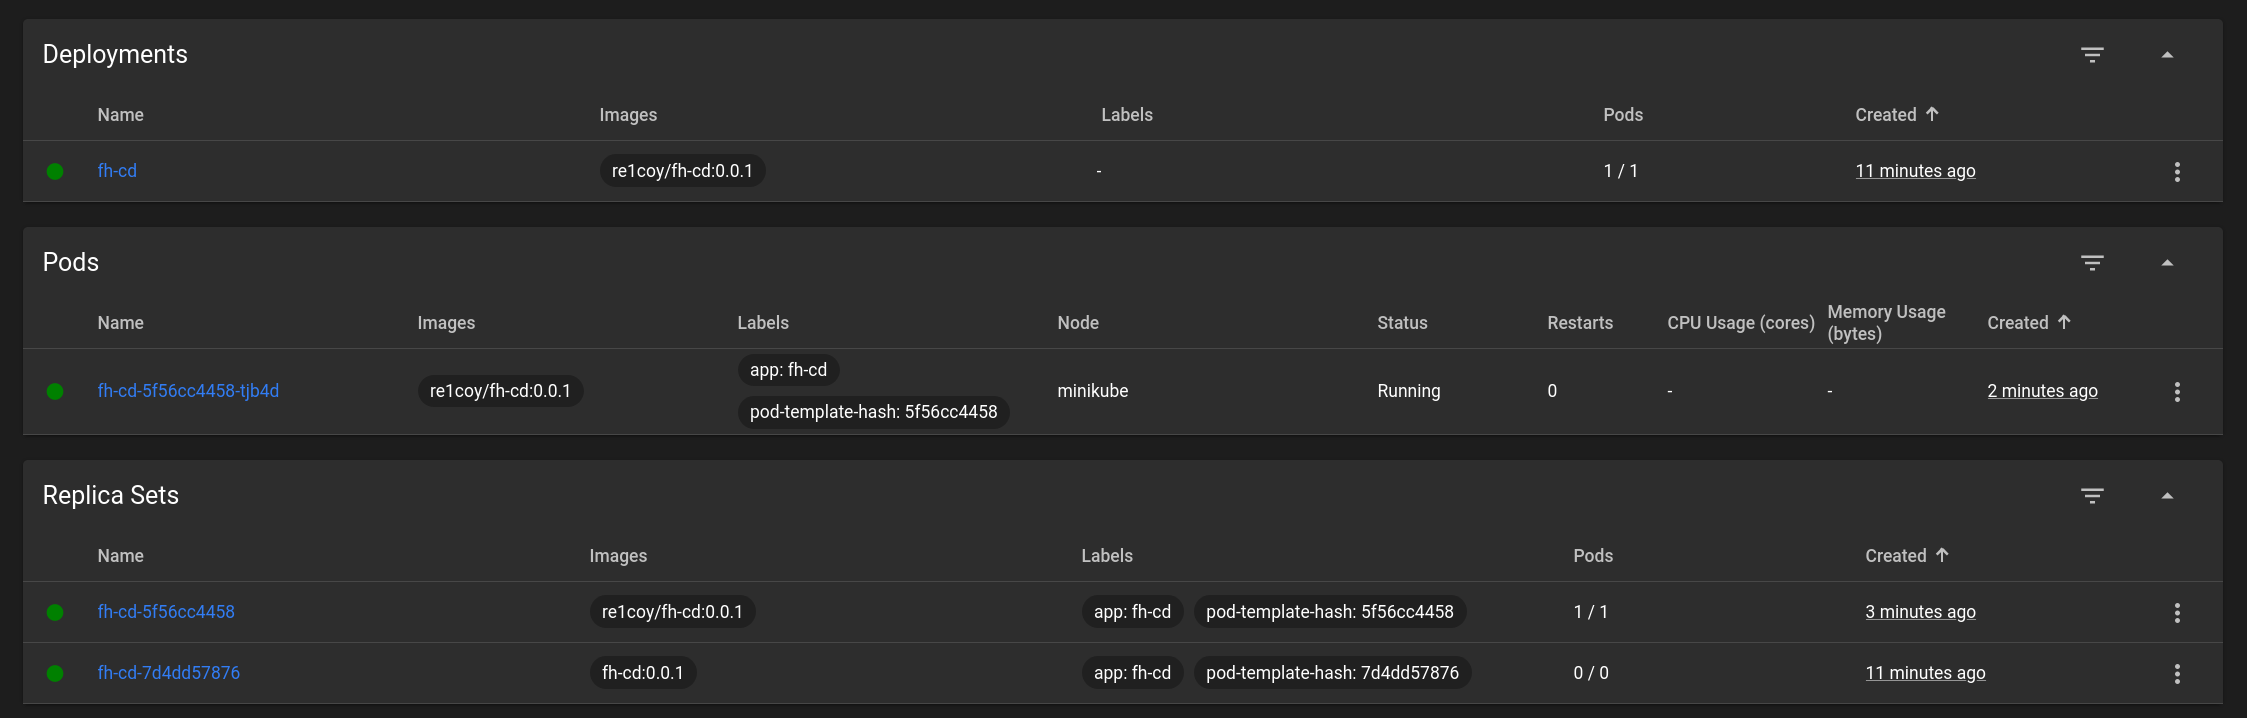 Deployments
Name Images Labels Pods Created
fh-cd re1coy/fh-cd:0.0.1 - 1 / 1 11 minutes ago
Pods
Name Images Labels Node Status Restarts CPU Usage (cores) Memory Usage (bytes) Created
fh-cd-5f56cc4458-tjb4d re1coy/fh-cd:0.0.1 app: fh-cd minikube Running 0 - - 2 minutes ago
pod-template-hash: 5f56cc4458
Replica Sets
Name Images Labels Pods Created
fh-cd-5f56cc4458 re1coy/fh-cd:0.0.1 app: fh-cd pod-template-hash: 5f56cc4458 1 / 1 3 minutes ago
fh-cd-7d4dd57876 fh-cd:0.0.1 app: fh-cd pod-template-hash: 7d4dd57876 0 / 0 11 minutes ago